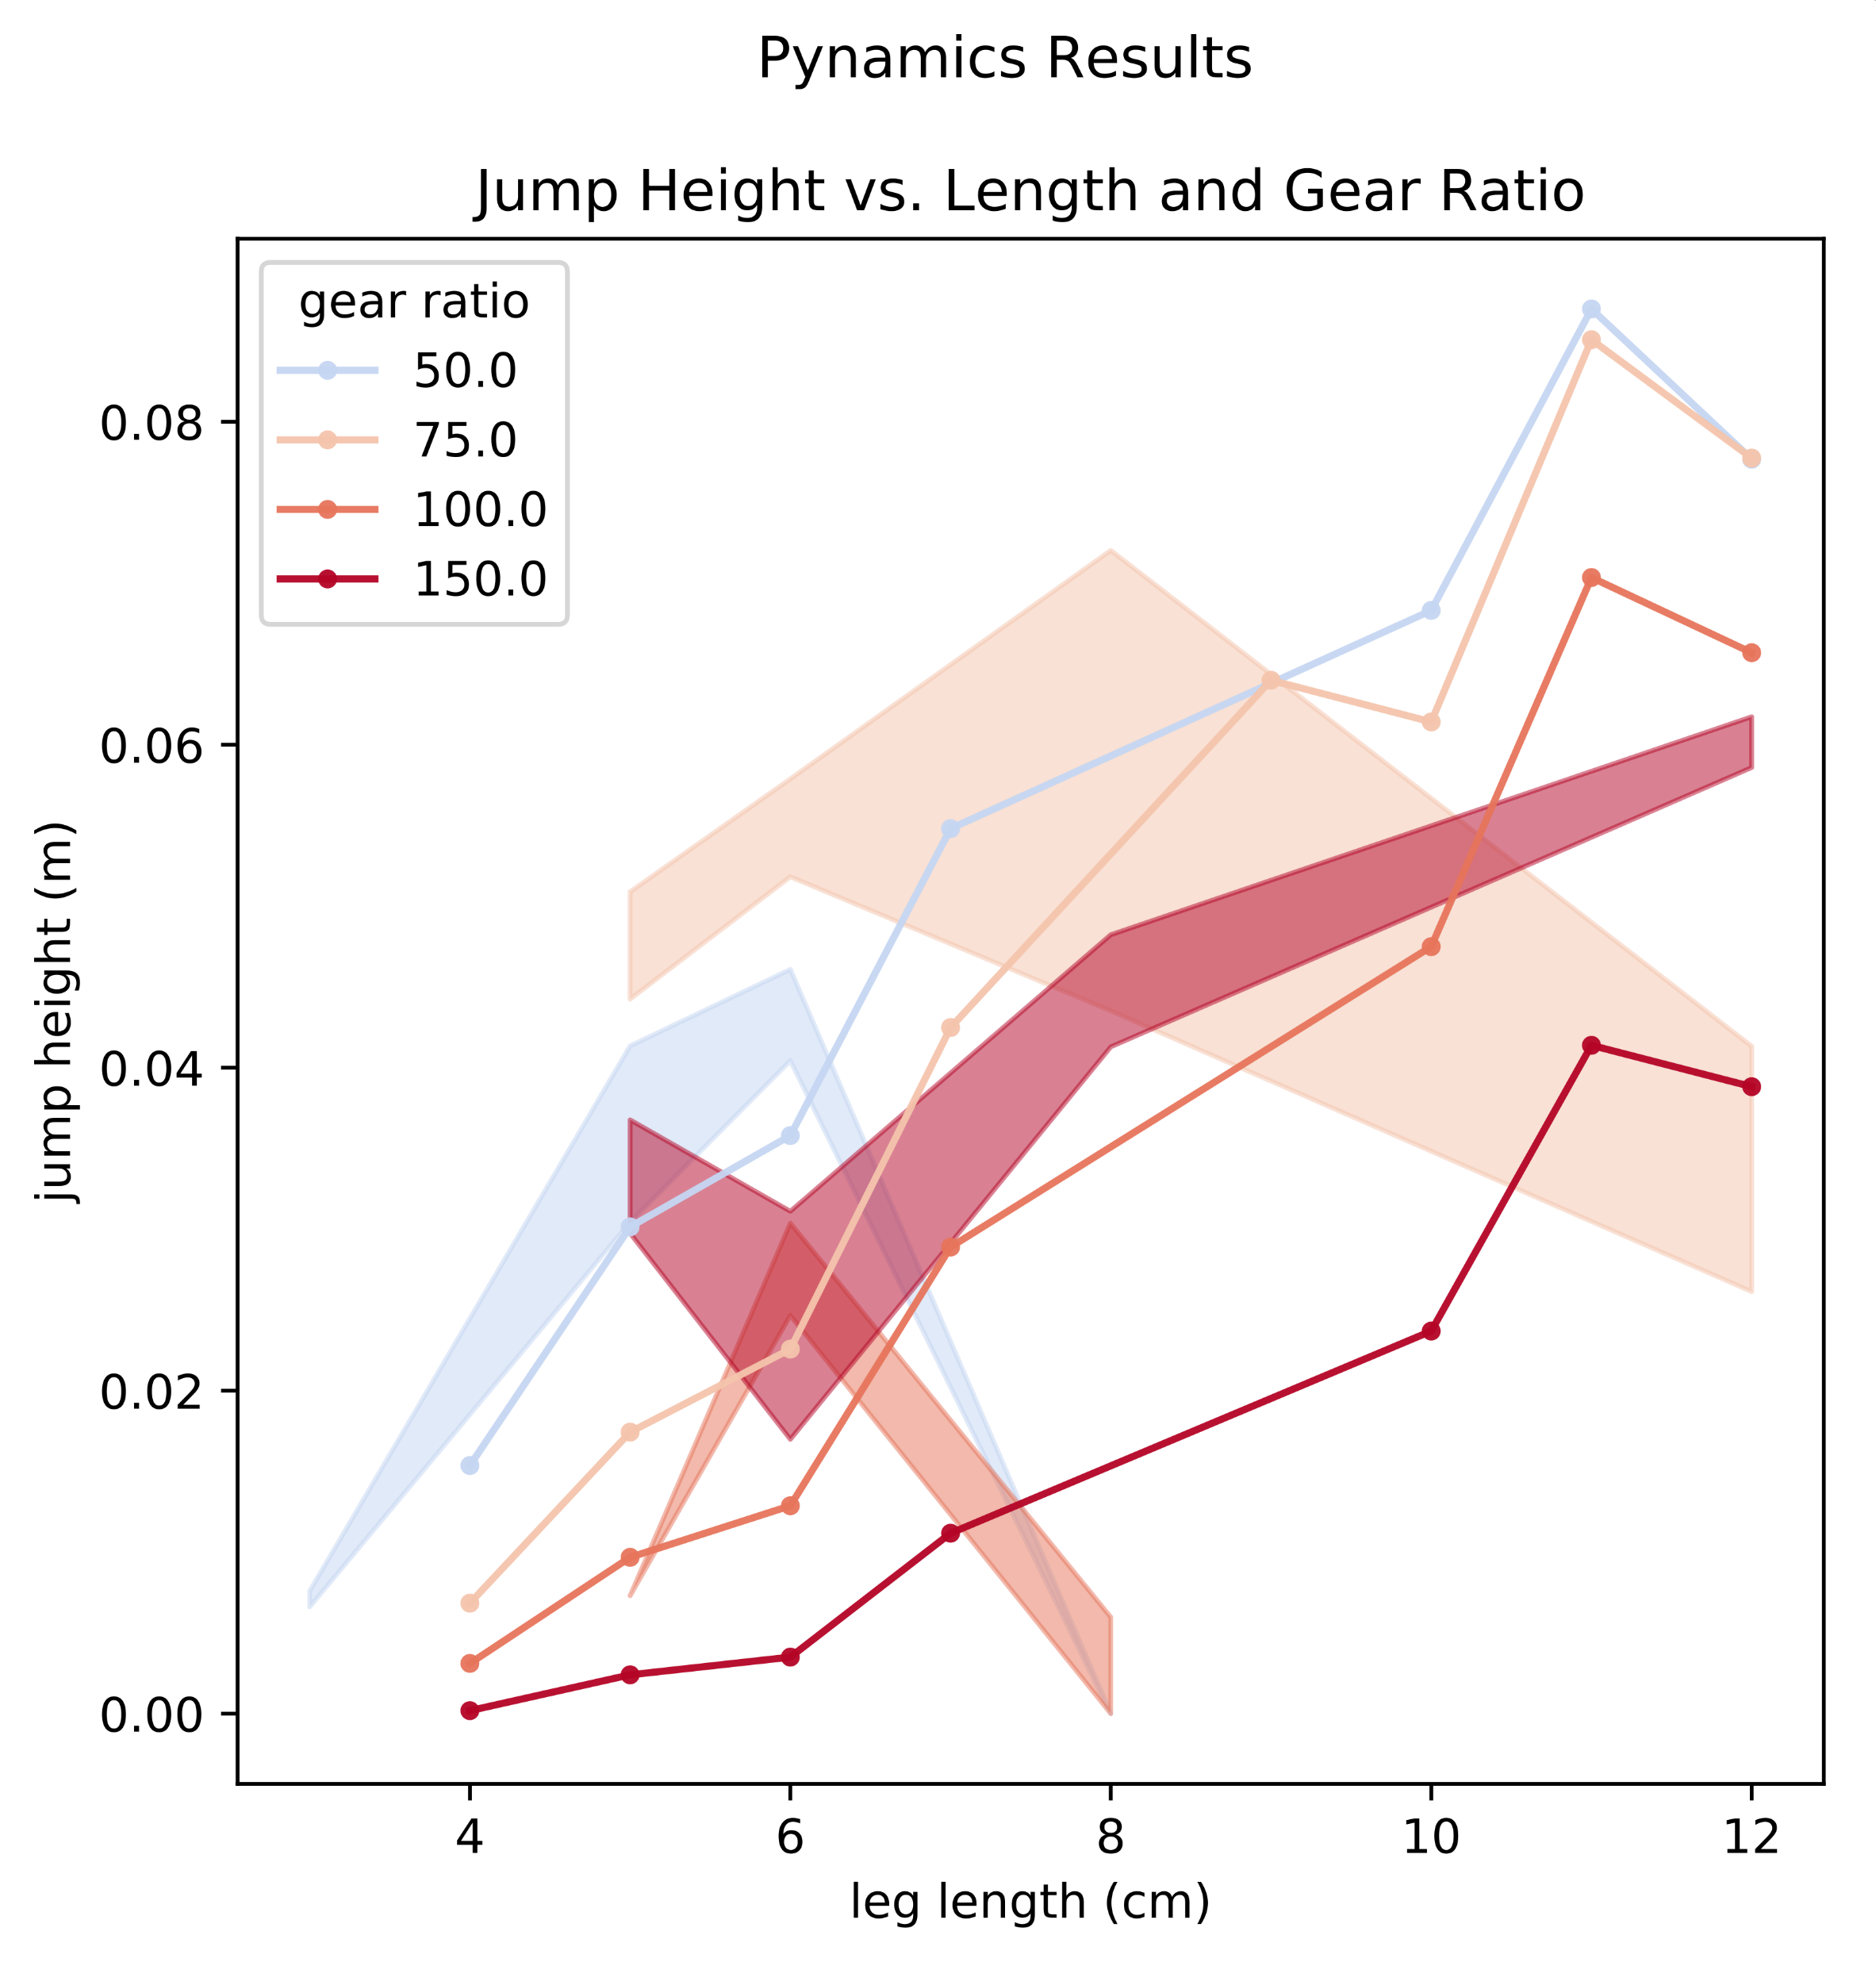 Pynamics Results
Jump Height vs. Length and Gear Ratio
gear ratio
50.0
75.0
100.0
150.0
jump height (m)
0.08
0.06
0.04
0.02
0.00
4 6 8 10 12
leg length (cm)